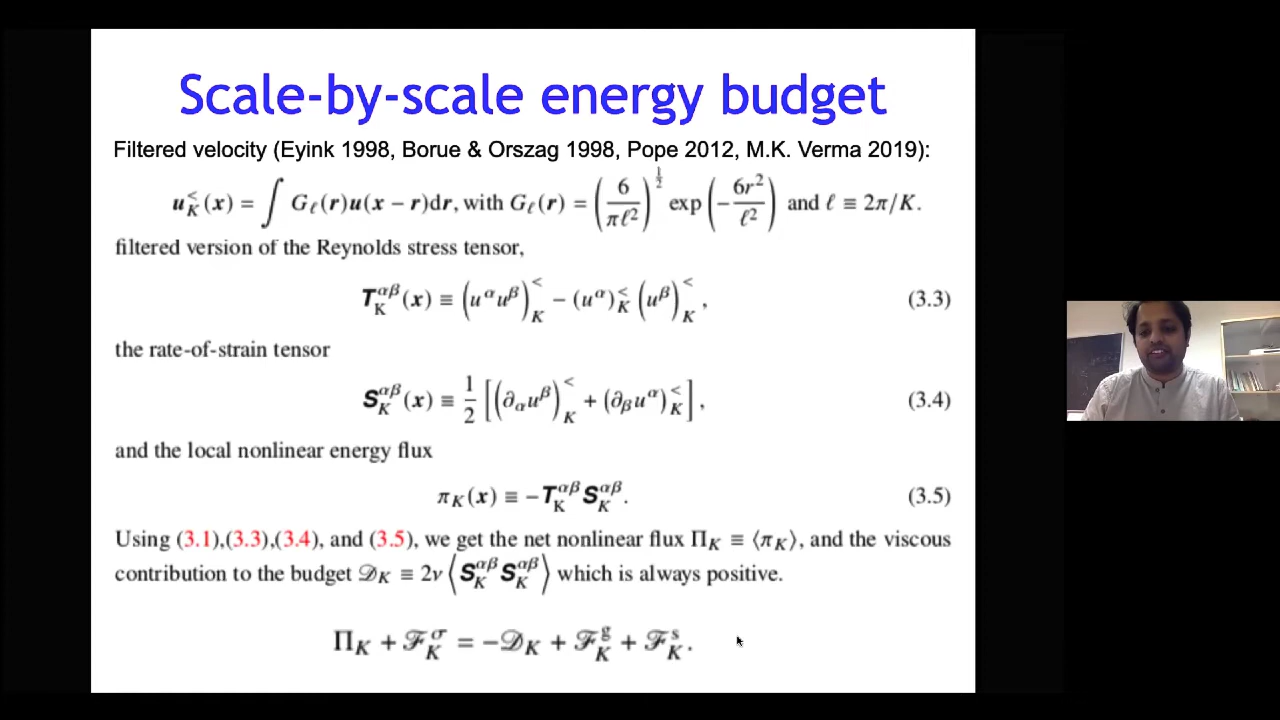 Scale-by-scale energy budget
Filtered velocity (Eyink 1998, Borue & Orszag 1998, Pope 2012, M.K. Verma 2019):
u_K^<(x) = ∫ G_ℓ(r)u(x − r)dr, with G_ℓ(r) = (6/πℓ²)^{1/2} exp(−6r²/ℓ²) and ℓ ≡ 2π/K.
filtered version of the Reynolds stress tensor,
T_K^{αβ}(x) ≡ (u^α u^β)_K^< − (u^α)_K^< (u^β)_K^<, (3.3)
the rate-of-strain tensor
S_K^{αβ}(x) ≡ 1/2 [(∂_α u^β)_K^< + (∂_β u^α)_K^<], (3.4)
and the local nonlinear energy flux
π_K(x) ≡ −T_K^{αβ} S_K^{αβ}. (3.5)
Using (3.1),(3.3),(3.4), and (3.5), we get the net nonlinear flux Π_K ≡ ⟨π_K⟩, and the viscous
contribution to the budget 𝒟_K ≡ 2ν ⟨S_K^{αβ} S_K^{αβ}⟩ which is always positive.
Π_K + ℱ_K^σ = −𝒟_K + ℱ_K^g + ℱ_K^s.